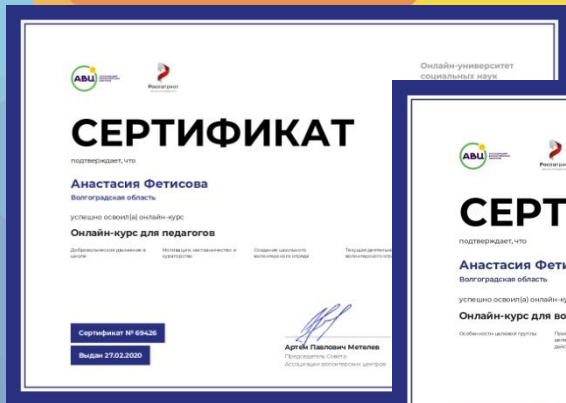 Онлайн-университет
социальных наук
АВЦ
Роспатриот
СЕРТИФИКАТ
подтверждает, что
Анастасия Фетисова
Волгоградская область
успешно освоил(а) онлайн-курс
Онлайн-курс для педагогов
Добровольческое движение в
школе
Мотивация, наставничество и
кураторство
Создание школьного
волонтерского отряда
Сертификат № 69426
Выдан 27.02.2020
Артём Павлович Метелев
Председатель Совета
Ассоциации волонтерских центров
АВЦ
СЕРТ
подтверждает, что
Анастасия Фети
Волгоградская область
успешно освоил(а) онлайн-ку
Онлайн-курс для во
Особенности целевой группы